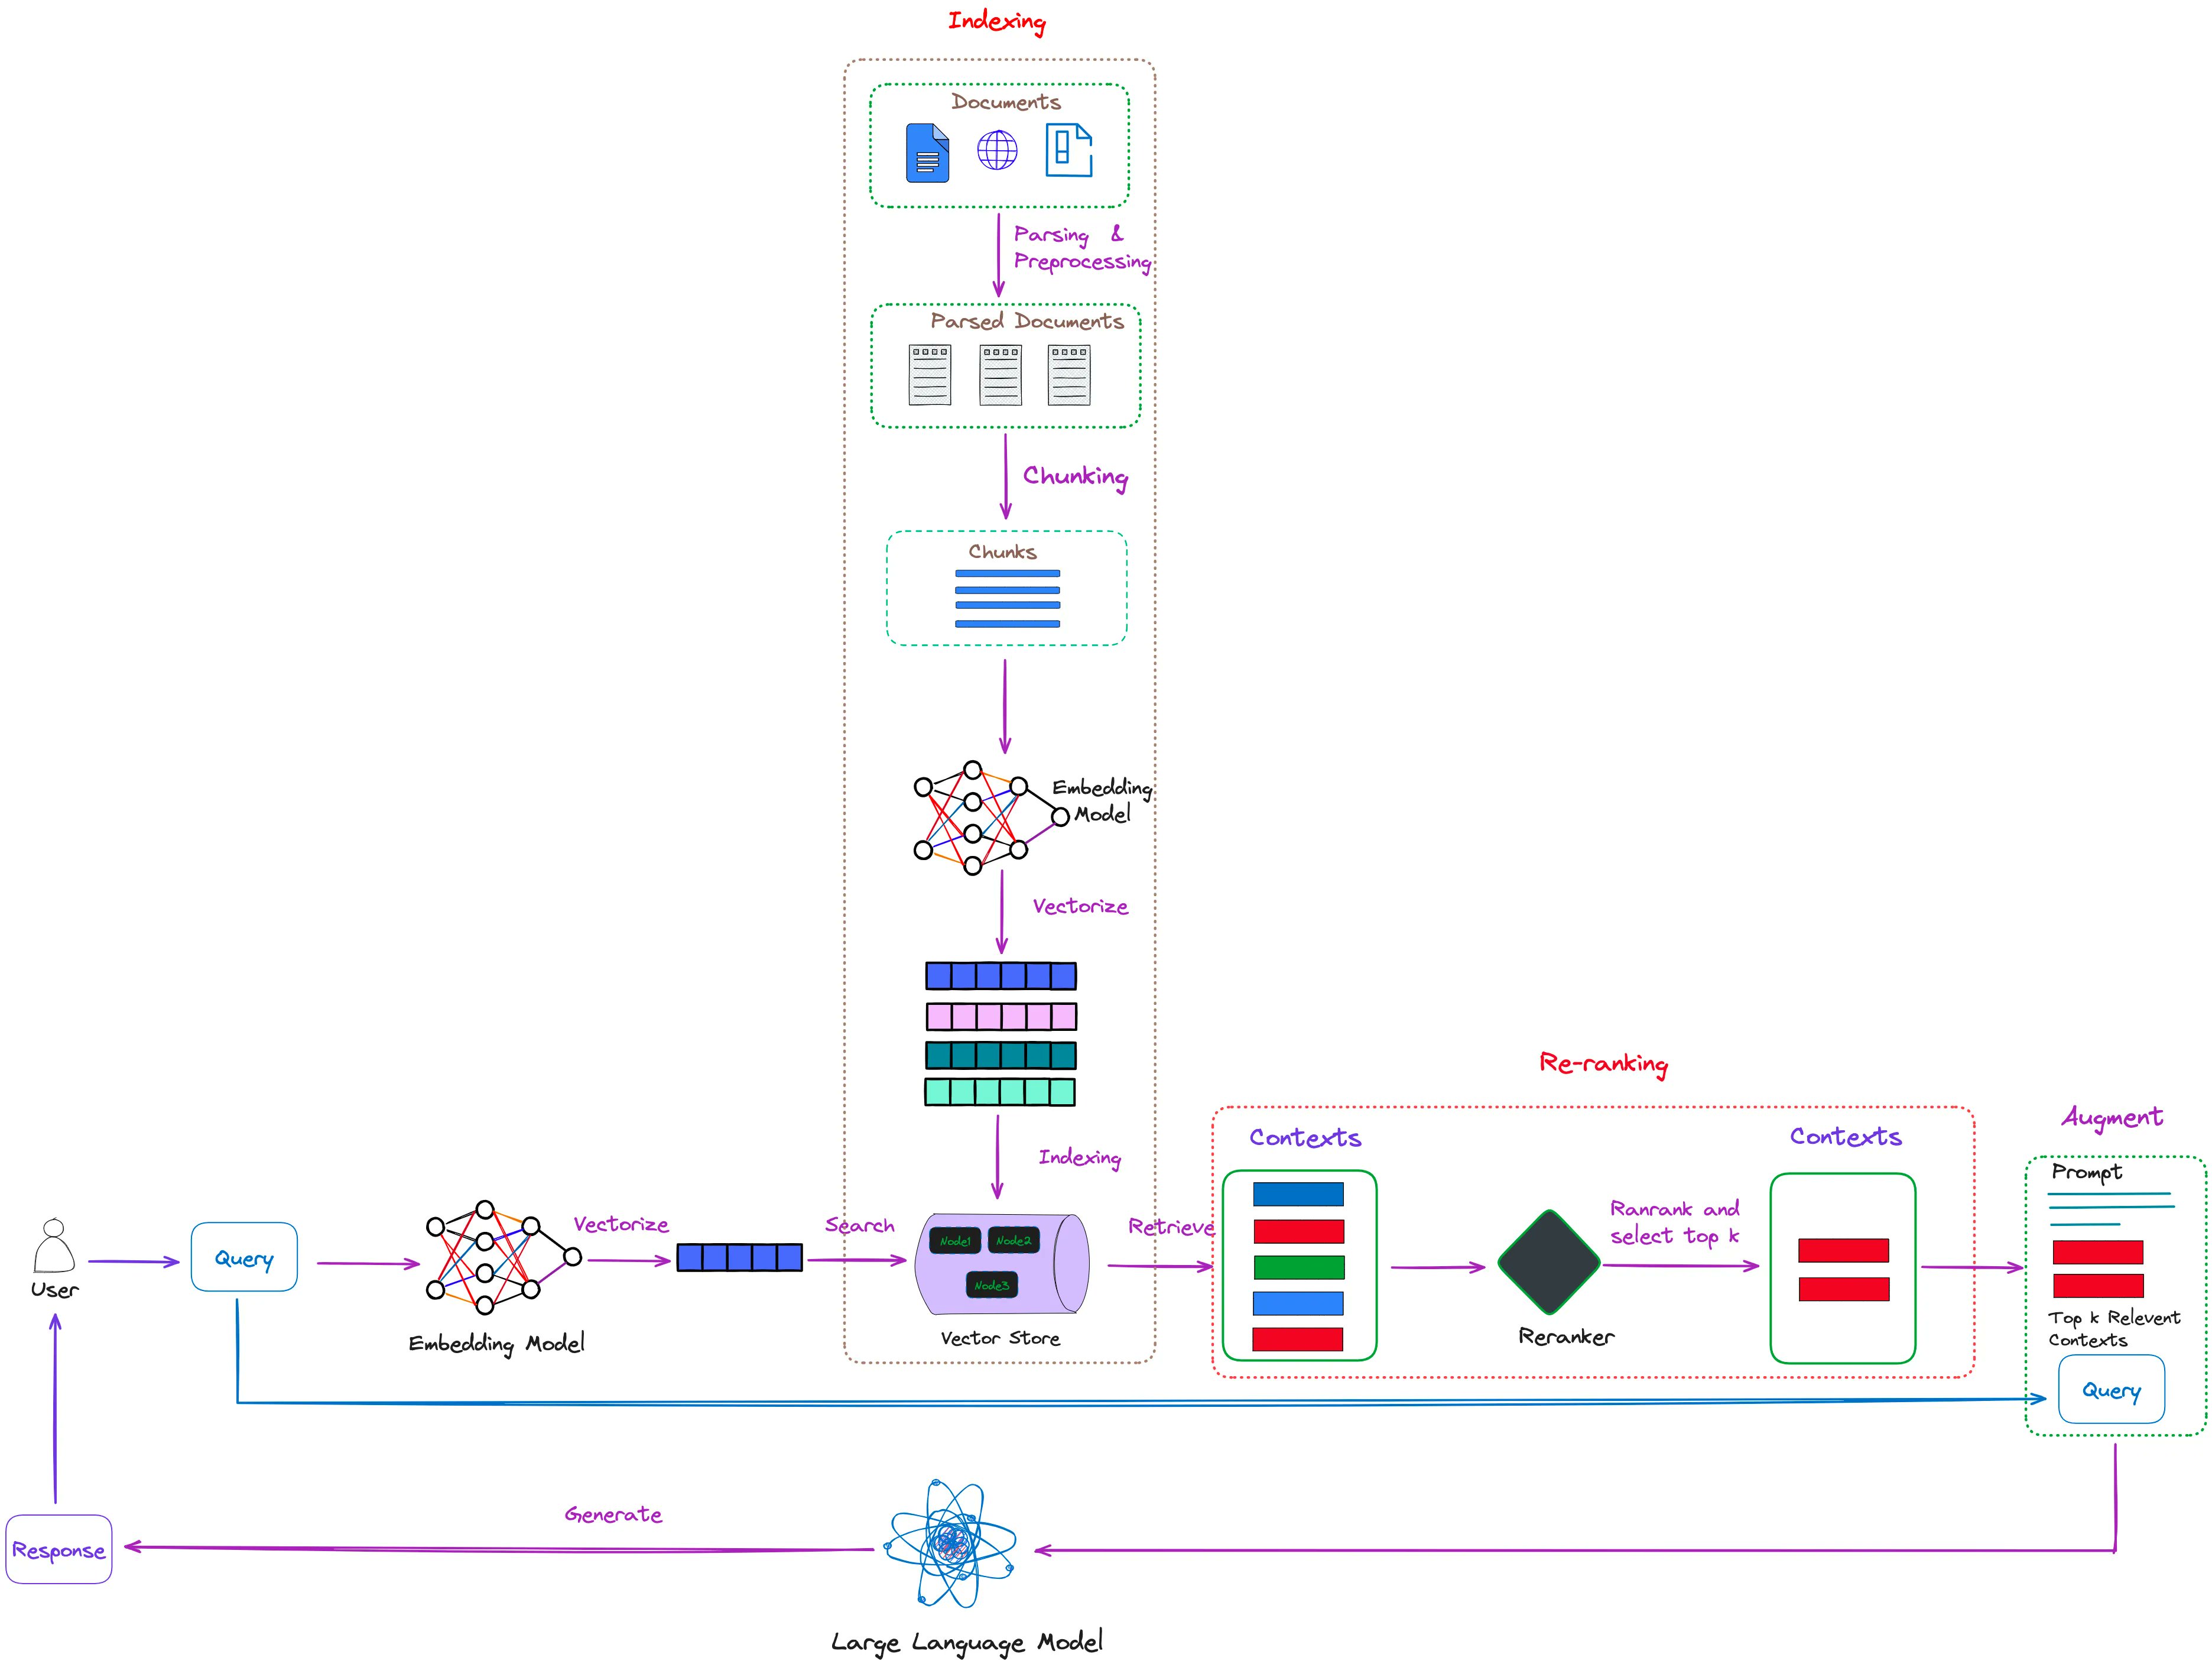 Indexing
Documents
Parsing &
Preprocessing
Parsed Documents
Chunking
Chunks
Embedding
Model
Vectorize
Indexing
Node1
Node2
Node3
Vector Store
User
Query
Embedding Model
Vectorize
Search
Retrieve
Re-ranking
Contexts
Reranker
Ranrank and
select top k
Contexts
Augment
Prompt
Top k Relevent
Contexts
Query
Large Language Model
Generate
Response